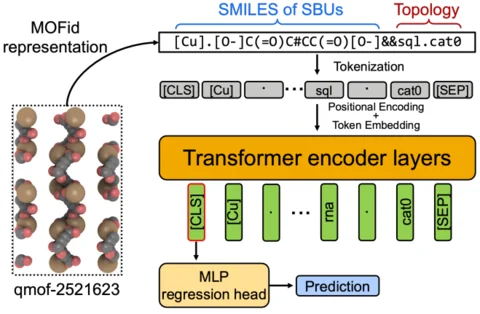 MOFid
representation
SMILES of SBUs
Topology
[Cu].[O-]C(=O)C#CC(=O)[O-]&&sql.cat0
Tokenization
[CLS] [Cu] . ... sql . cat0 [SEP]
Positional Encoding
+
Token Embedding
Transformer encoder layers
[CLS] [Cu] . ... rna . cat0 [SEP]
MLP
regression head
Prediction
qmof-2521623